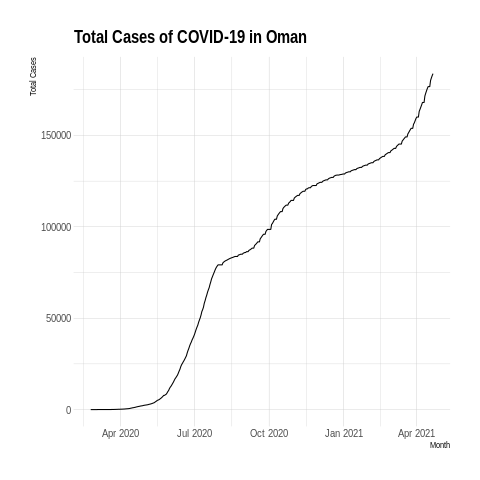 Total Cases of COVID-19 in Oman
Total Cases
150000
100000
50000
0
Apr 2020 Jul 2020 Oct 2020 Jan 2021 Apr 2021
Month